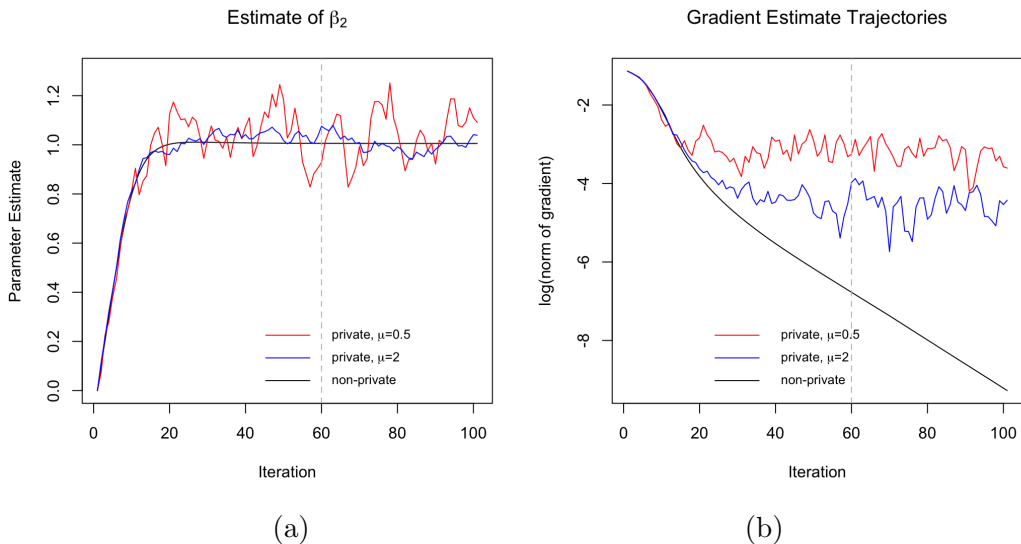 Estimate of β2
Parameter Estimate
0.0 0.2 0.4 0.6 0.8 1.0 1.2
private, μ=0.5
private, μ=2
non-private
0 20 40 60 80 100
Iteration
(a)
Gradient Estimate Trajectories
log(norm of gradient)
-2
-4
-6
-8
private, μ=0.5
private, μ=2
non-private
0 20 40 60 80 100
Iteration
(b)